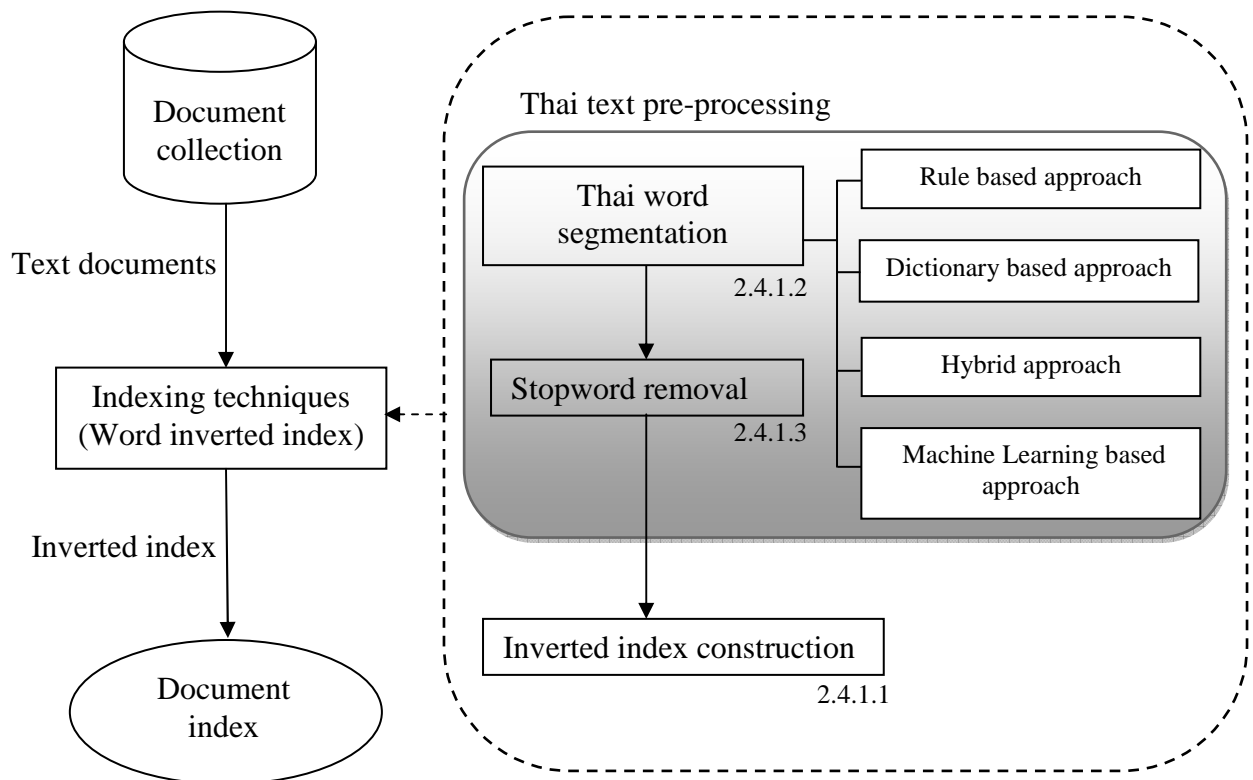 Document
collection
Text documents
Indexing techniques
(Word inverted index)
Inverted index
Document
index
Thai text pre-processing
Thai word
segmentation
2.4.1.2
Rule based approach
Dictionary based approach
Hybrid approach
Machine Learning based
approach
Stopword removal
2.4.1.3
Inverted index construction
2.4.1.1